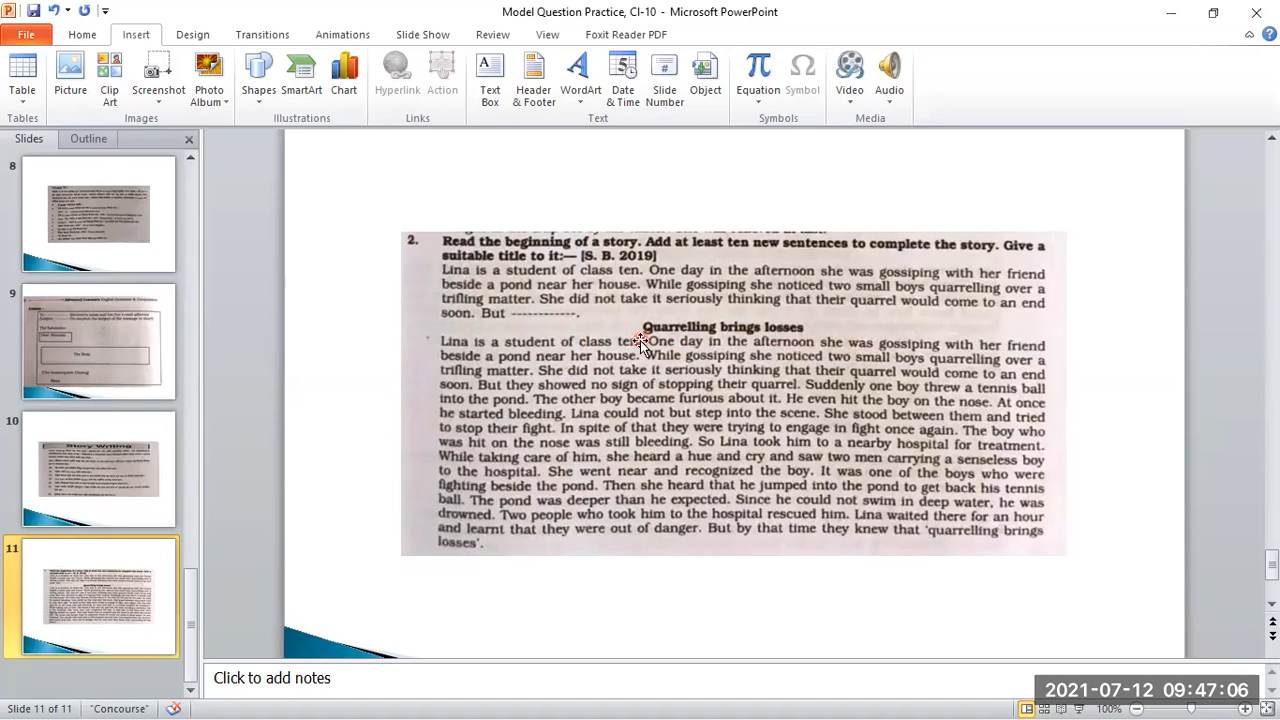 Model Question Practice, Cl-10 - Microsoft PowerPoint
File Home Insert Design Transitions Animations Slide Show Review View Foxit Reader PDF
Table Picture Clip Art Screenshot Photo Album Shapes SmartArt Chart Hyperlink Action Text Box Header & Footer WordArt Date & Time Slide Number Object Equation Symbol Video Audio
Tables Images Illustrations Links Text Symbols Media
Slides Outline
8
9
10
Story Writing
11
2. Read the beginning of a story. Add at least ten new sentences to complete the story. Give a
suitable title to it:— [S. B. 2019]
Lina is a student of class ten. One day in the afternoon she was gossiping with her friend
beside a pond near her house. While gossiping she noticed two small boys quarrelling over a
trifling matter. She did not take it seriously thinking that their quarrel would come to an end
soon. But -----------.
Quarrelling brings losses
Lina is a student of class ten. One day in the afternoon she was gossiping with her friend
beside a pond near her house. While gossiping she noticed two small boys quarrelling over a
trifling matter. She did not take it seriously thinking that their quarrel would come to an end
soon. But they showed no sign of stopping their quarrel. Suddenly one boy threw a tennis ball
into the pond. The other boy became furious about it. He even hit the boy on the nose. At once
he started bleeding. Lina could not but step into the scene. She stood between them and tried
to stop their fight. In spite of that they were trying to engage in fight once again. The boy who
was hit on the nose was still bleeding. So Lina took him to a nearby hospital for treatment.
While taking care of him, she heard a hue and cry and saw two men carrying a senseless boy
to the hospital. She went near and recognized the boy. It was one of the boys who were
fighting beside the pond. Then she heard that he jumped into the pond to get back his tennis
ball. The pond was deeper than he expected. Since he could not swim in deep water, he was
drowned. Two people who took him to the hospital rescued him. Lina waited there for an hour
and learnt that they were out of danger. But by that time they knew that 'quarrelling brings
losses'.
Click to add notes
2021-07-12 09:47:06
Slide 11 of 11 "Concourse" 100%